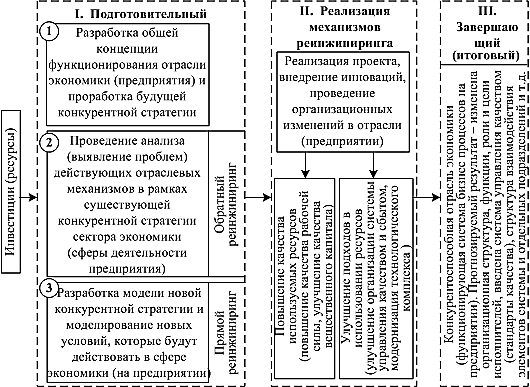 Инвестиции (ресурсы)
I. Подготовительный
1
Разработка общей
концепции
функционирования отрасли
экономики (предприятия) и
проработка будущей
конкурентной стратегии
2
Проведение анализа
(выявление проблем)
действующих отраслевых
механизмов в рамках
существующей
конкурентной стратегии
сектора экономики
(сферы деятельности
предприятия)
Обратный
реинжиниринг
3
Разработка модели новой
конкурентной стратегии и
моделирование новых
условий, которые будут
действовать в сфере
экономики (на предприятии)
Прямой
реинжиниринг
II. Реализация
механизмов
реинжиниринга
Реализация проекта,
внедрение инноваций,
проведение
организационных
изменений в отрасли
(предприятии)
Повышение качества
используемых ресурсов
(повышение качества рабочей
силы, улучшение качества
вещественного капитала)
Улучшение подходов в
использовании ресурсов
(улучшение организации системы
управления качеством и сбытом,
модернизация технологического
комплекса )
III.
Завершаю
щий
(итоговый)
Конкурентоспособная отрасль экономики
(функционирующая система бизнес процессов на
предприятии). Прогнозируемый результат – изменена
организационная структура, функции, роли и цели
исполнителей, введена система управления качеством
(стандарты качества), структура взаимодействия
элементов системы и отдельных подразделений и т.д.